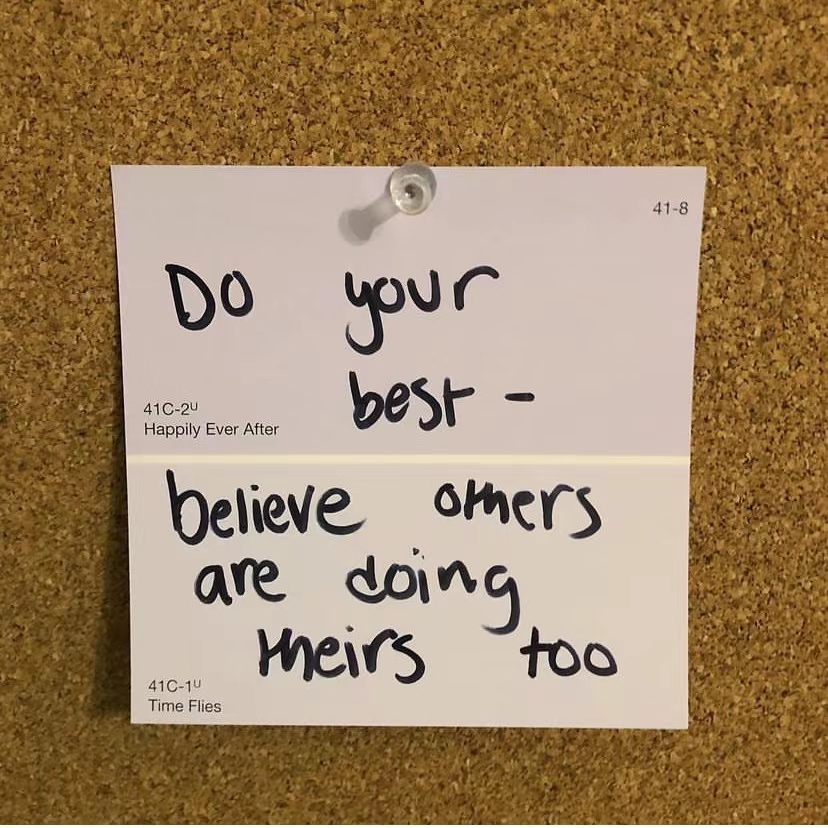 41-8
Do your
best -
41C-2U
Happily Ever After
believe others
are doing
theirs too
41C-1U
Time Flies